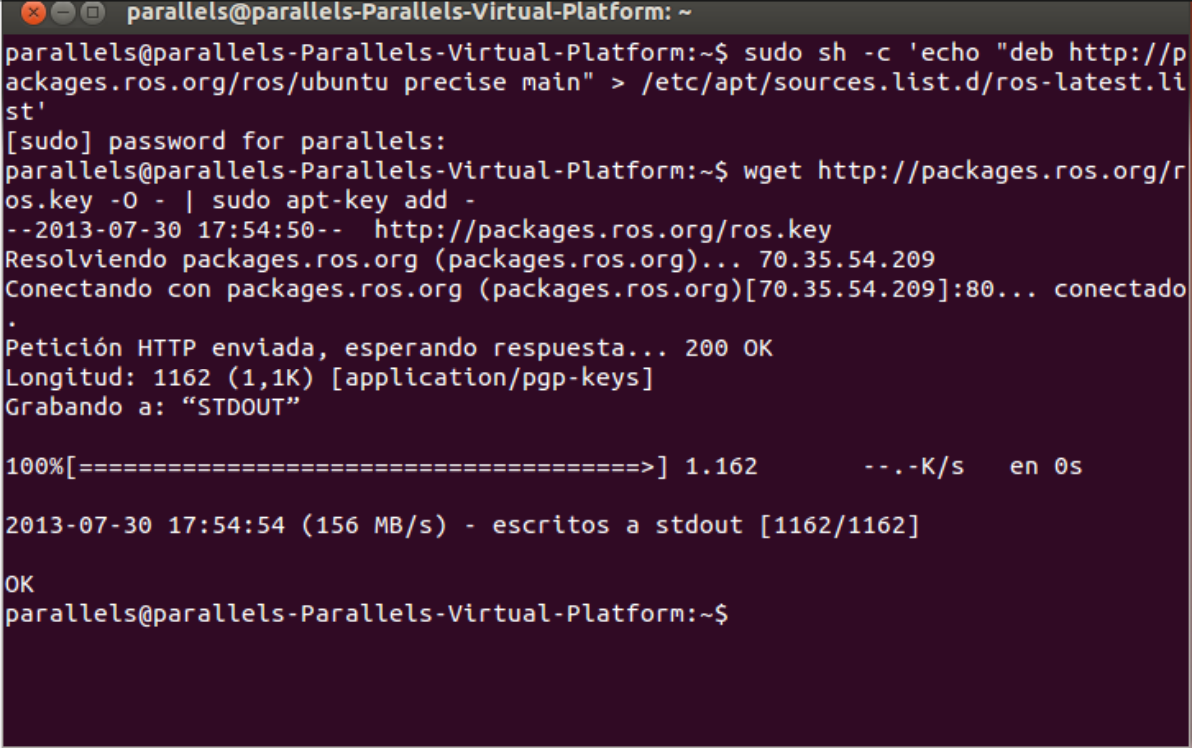 parallels@parallels-Parallels-Virtual-Platform: ~
parallels@parallels-Parallels-Virtual-Platform:~$ sudo sh -c 'echo "deb http://p
ackages.ros.org/ros/ubuntu precise main" > /etc/apt/sources.list.d/ros-latest.li
st'
[sudo] password for parallels:
parallels@parallels-Parallels-Virtual-Platform:~$ wget http://packages.ros.org/r
os.key -O - | sudo apt-key add -
--2013-07-30 17:54:50--  http://packages.ros.org/ros.key
Resolviendo packages.ros.org (packages.ros.org)... 70.35.54.209
Conectando con packages.ros.org (packages.ros.org)[70.35.54.209]:80... conectado
.
Petición HTTP enviada, esperando respuesta... 200 OK
Longitud: 1162 (1,1K) [application/pgp-keys]
Grabando a: “STDOUT”
100%[======================================>] 1.162       --.-K/s   en 0s
2013-07-30 17:54:54 (156 MB/s) - escritos a stdout [1162/1162]
OK
parallels@parallels-Parallels-Virtual-Platform:~$